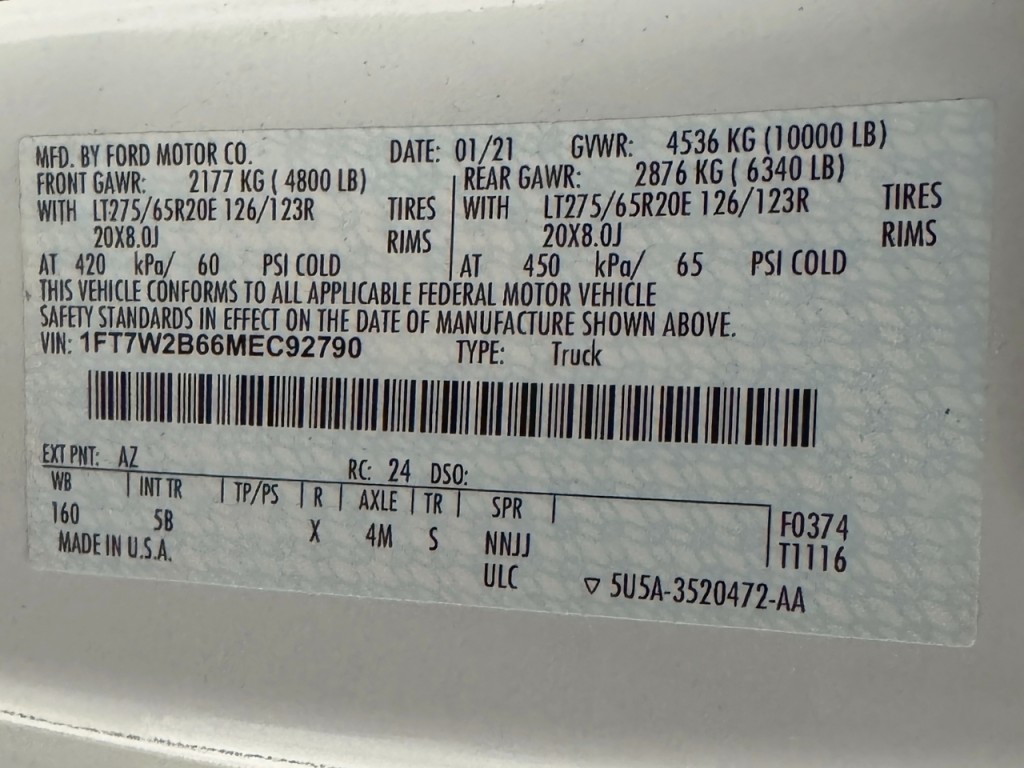 MFD. BY FORD MOTOR CO. DATE: 01/21 GVWR: 4536 KG (10000 LB)
FRONT GAWR: 2177 KG ( 4800 LB) REAR GAWR: 2876 KG ( 6340 LB)
WITH LT275/65R20E 126/123R TIRES WITH LT275/65R20E 126/123R TIRES
20X8.0J RIMS 20X8.0J RIMS
AT 420 kPa/ 60 PSI COLD AT 450 kPa/ 65 PSI COLD
THIS VEHICLE CONFORMS TO ALL APPLICABLE FEDERAL MOTOR VEHICLE
SAFETY STANDARDS IN EFFECT ON THE DATE OF MANUFACTURE SHOWN ABOVE.
VIN: 1FT7W2B66MEC92790 TYPE: Truck
EXT PNT: AZ RC: 24 DSO:
WB INT TR TP/PS R AXLE TR SPR
160 5B X 4M S NNJJ F0374
MADE IN U.S.A. ULC T1116
▽ 5U5A-3520472-AA